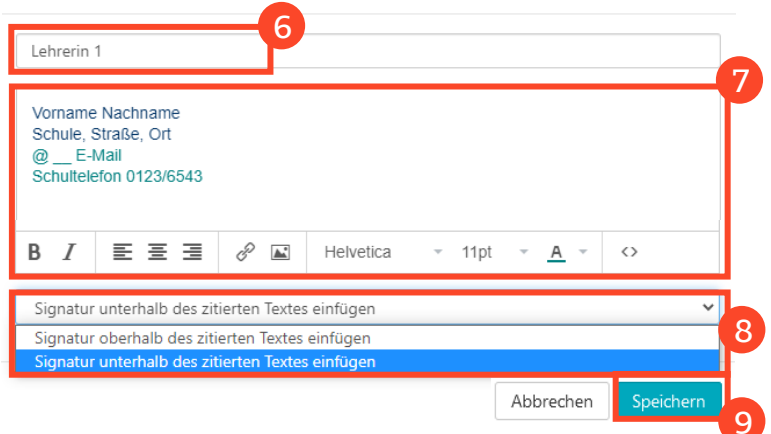 6
Lehrerin 1
7
Vorname Nachname
Schule, Straße, Ort
@ __ E-Mail
Schultelefon 0123/6543
B I Helvetica 11pt A <>
Signatur unterhalb des zitierten Textes einfügen
8
Signatur oberhalb des zitierten Textes einfügen
Signatur unterhalb des zitierten Textes einfügen
Abbrechen Speichern
9